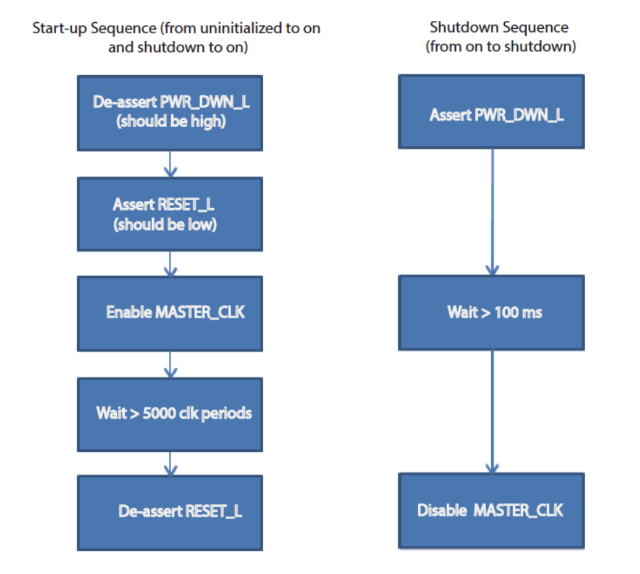 Start-up Sequence (from uninitialized to on
and shutdown to on)
De-assert PWR_DWN_L
(should be high)
Assert RESET_L
(should be low)
Enable MASTER_CLK
Wait > 5000 clk periods
De-assert RESET_L
Shutdown Sequence
(from on to shutdown)
Assert PWR_DWN_L
Wait > 100 ms
Disable MASTER_CLK